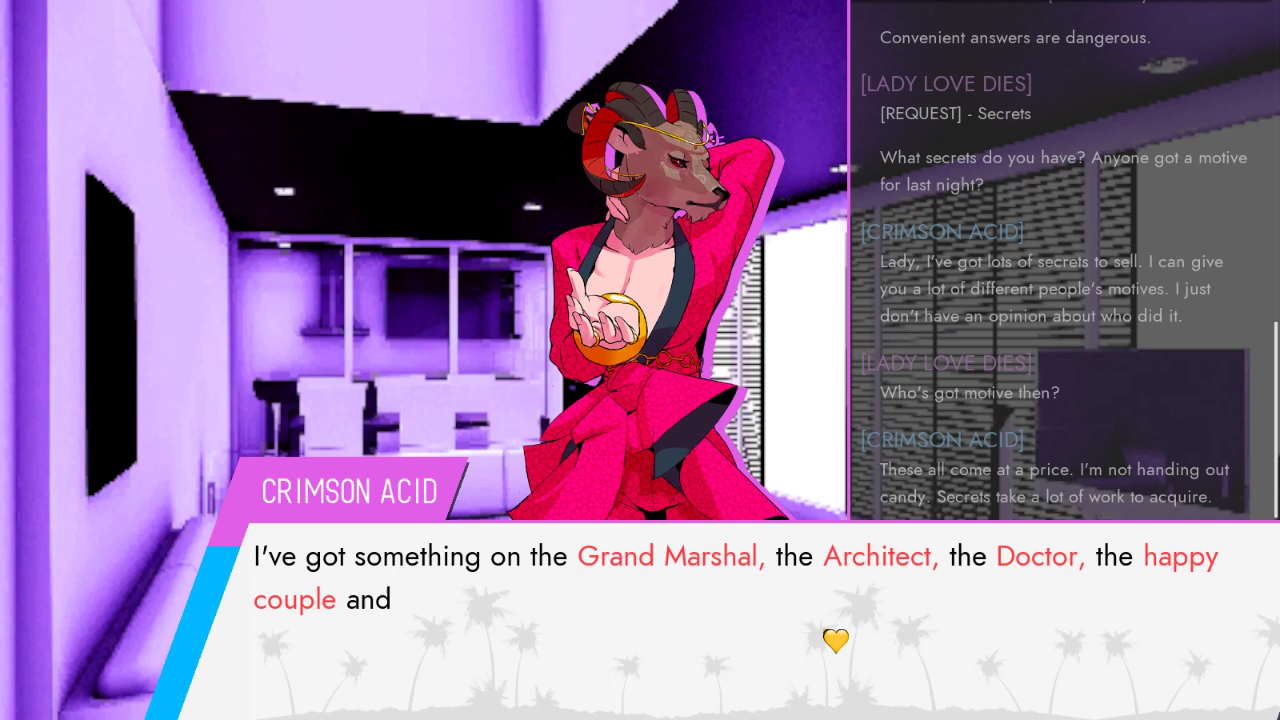 Convenient answers are dangerous.
[LADY LOVE DIES]
[REQUEST] - Secrets
What secrets do you have? Anyone got a motive
for last night?
[CRIMSON ACID]
Lady, I've got lots of secrets to sell. I can give
you a lot of different people's motives. I just
don't have an opinion about who did it.
[LADY LOVE DIES]
Who's got motive then?
[CRIMSON ACID]
These all come at a price. I'm not handing out
candy. Secrets take a lot of work to acquire.
CRIMSON ACID
I've got something on the Grand Marshal, the Architect, the Doctor, the happy
couple and